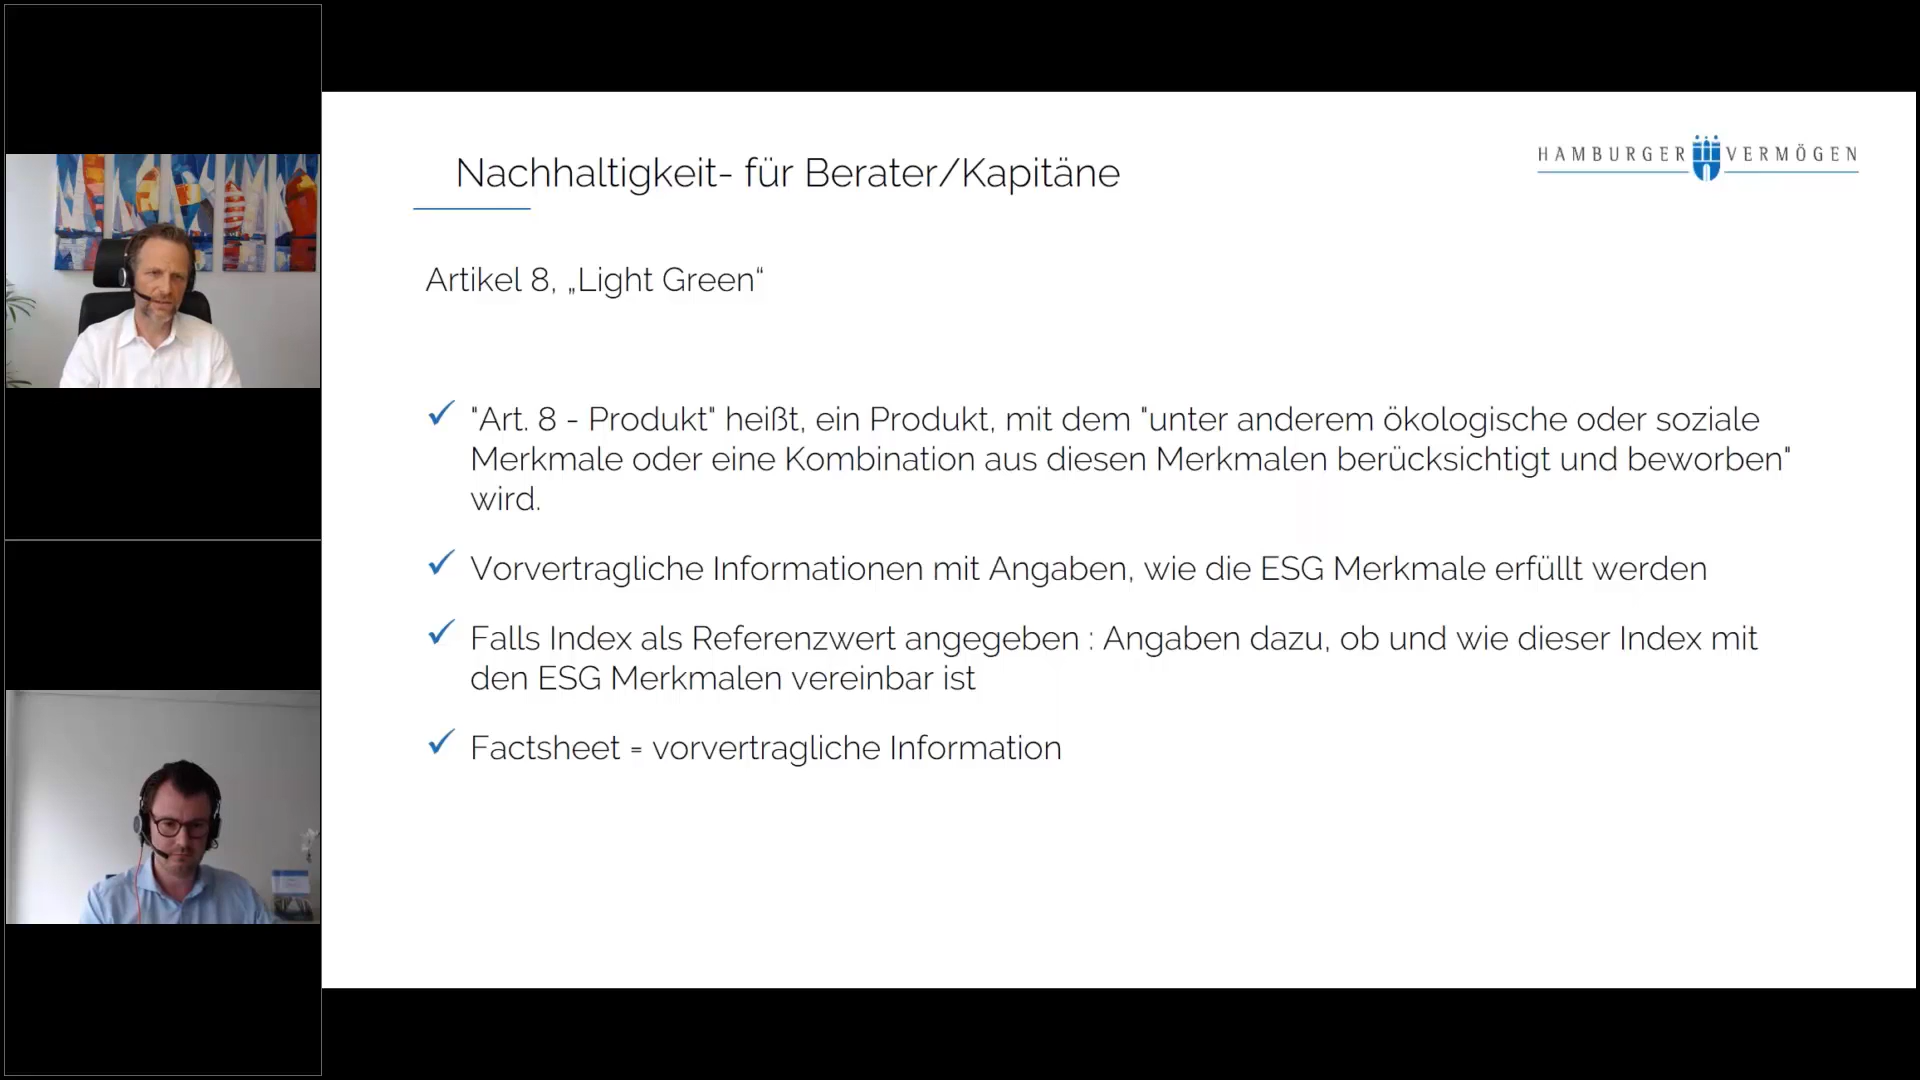 Nachhaltigkeit- für Berater/Kapitäne
HAMBURGER VERMÖGEN
Artikel 8, „Light Green“
"Art. 8 - Produkt" heißt, ein Produkt, mit dem "unter anderem ökologische oder soziale
Merkmale oder eine Kombination aus diesen Merkmalen berücksichtigt und beworben"
wird.
Vorvertragliche Informationen mit Angaben, wie die ESG Merkmale erfüllt werden
Falls Index als Referenzwert angegeben : Angaben dazu, ob und wie dieser Index mit
den ESG Merkmalen vereinbar ist
Factsheet = vorvertragliche Information